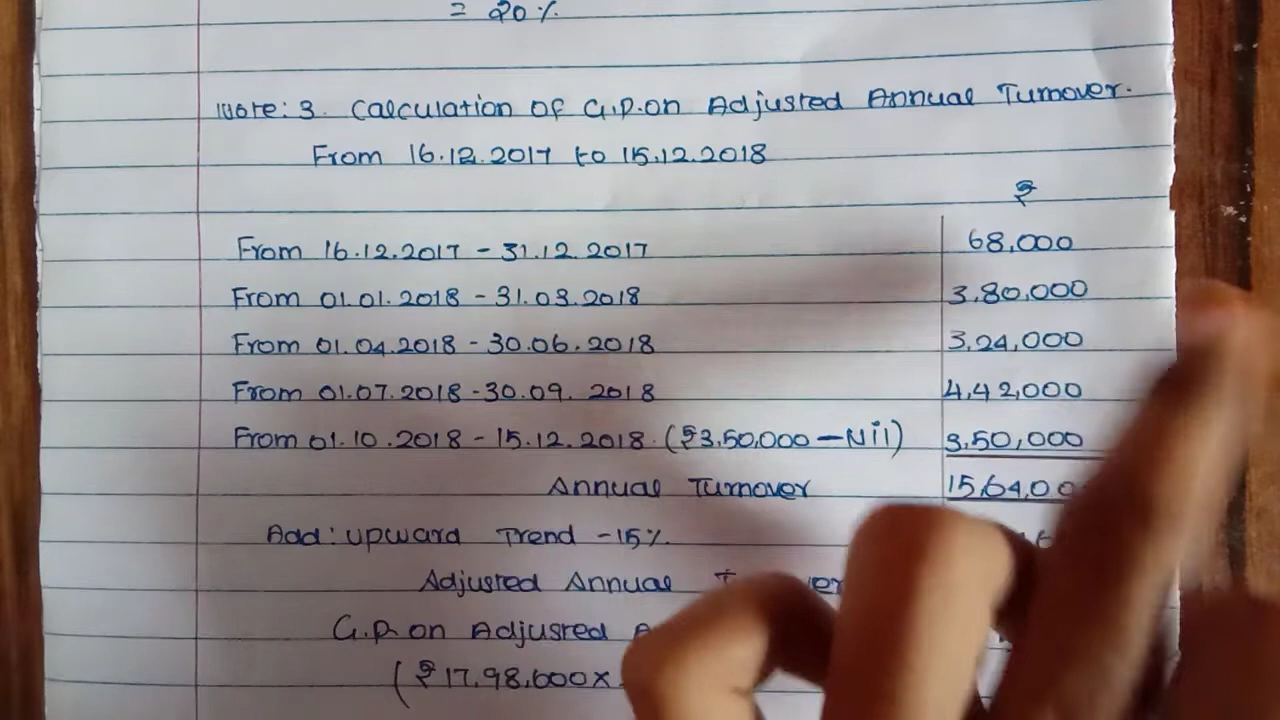 = 20%
Note: 3. Calculation of G.P. on Adjusted Annual Turnover.
From 16.12.2017 to 15.12.2018
₹
From 16.12.2017 - 31.12.2017 68,000
From 01.01.2018 - 31.03.2018 3,80,000
From 01.04.2018 - 30.06.2018 3,24,000
From 01.07.2018 - 30.09.2018 4,42,000
From 01.10.2018 - 15.12.2018 (₹3,50,000 - Nil) 3,50,000
Annual Turnover 15,64,00
Add: upward Trend - 15%
Adjusted Annual
G.P. on Adjusted
(₹17,98,600 x